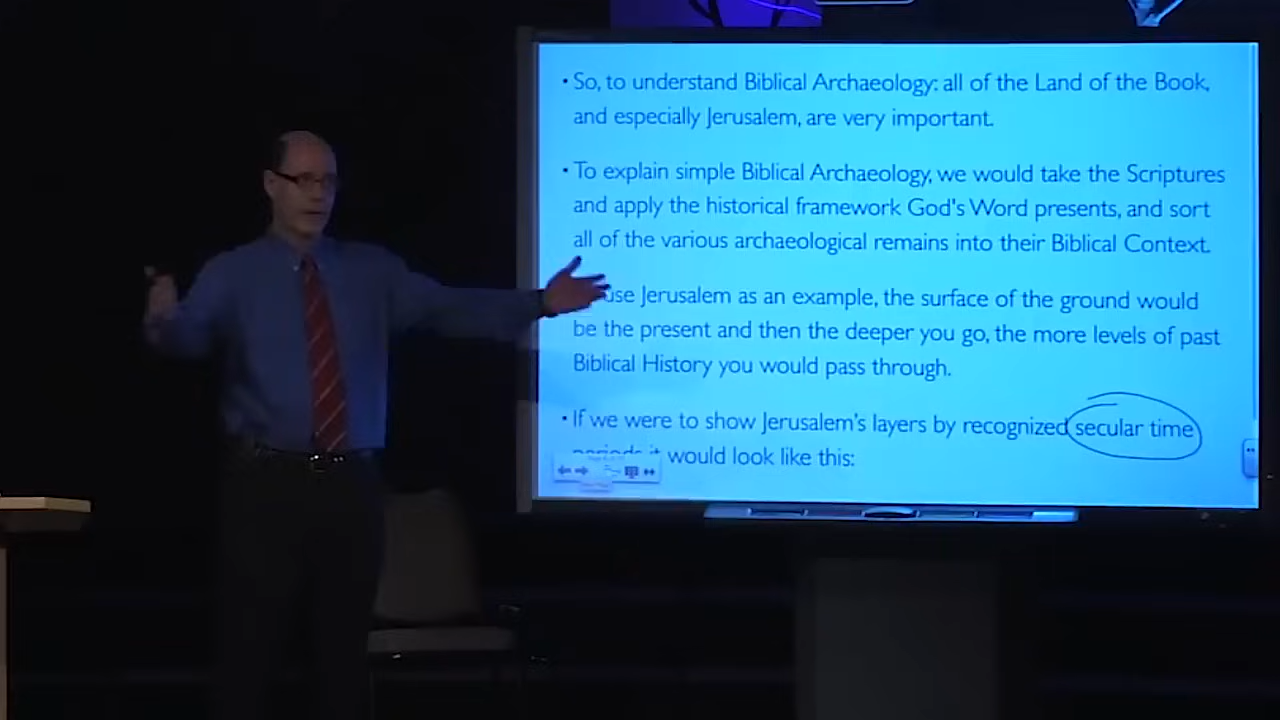 • So, to understand Biblical Archaeology: all of the Land of the Book,
and especially Jerusalem, are very important.
• To explain simple Biblical Archaeology, we would take the Scriptures
and apply the historical framework God's Word presents, and sort
all of the various archaeological remains into their Biblical Context.
use Jerusalem as an example, the surface of the ground would
be the present and then the deeper you go, the more levels of past
Biblical History you would pass through.
• If we were to show Jerusalem's layers by recognized secular time
would look like this: